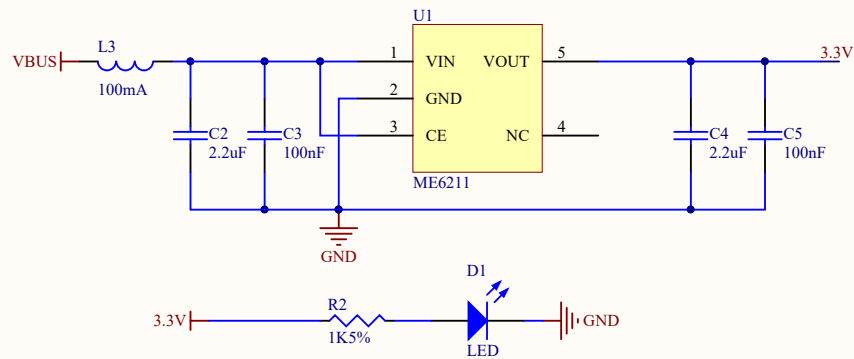 U1
L3
VBUS
100mA
1
VIN
VOUT
5
3.3V
2
GND
3
CE
NC
4
C2
2.2uF
C3
100nF
C4
2.2uF
C5
100nF
ME6211
GND
D1
R2
3.3V
1K5%
GND
LED